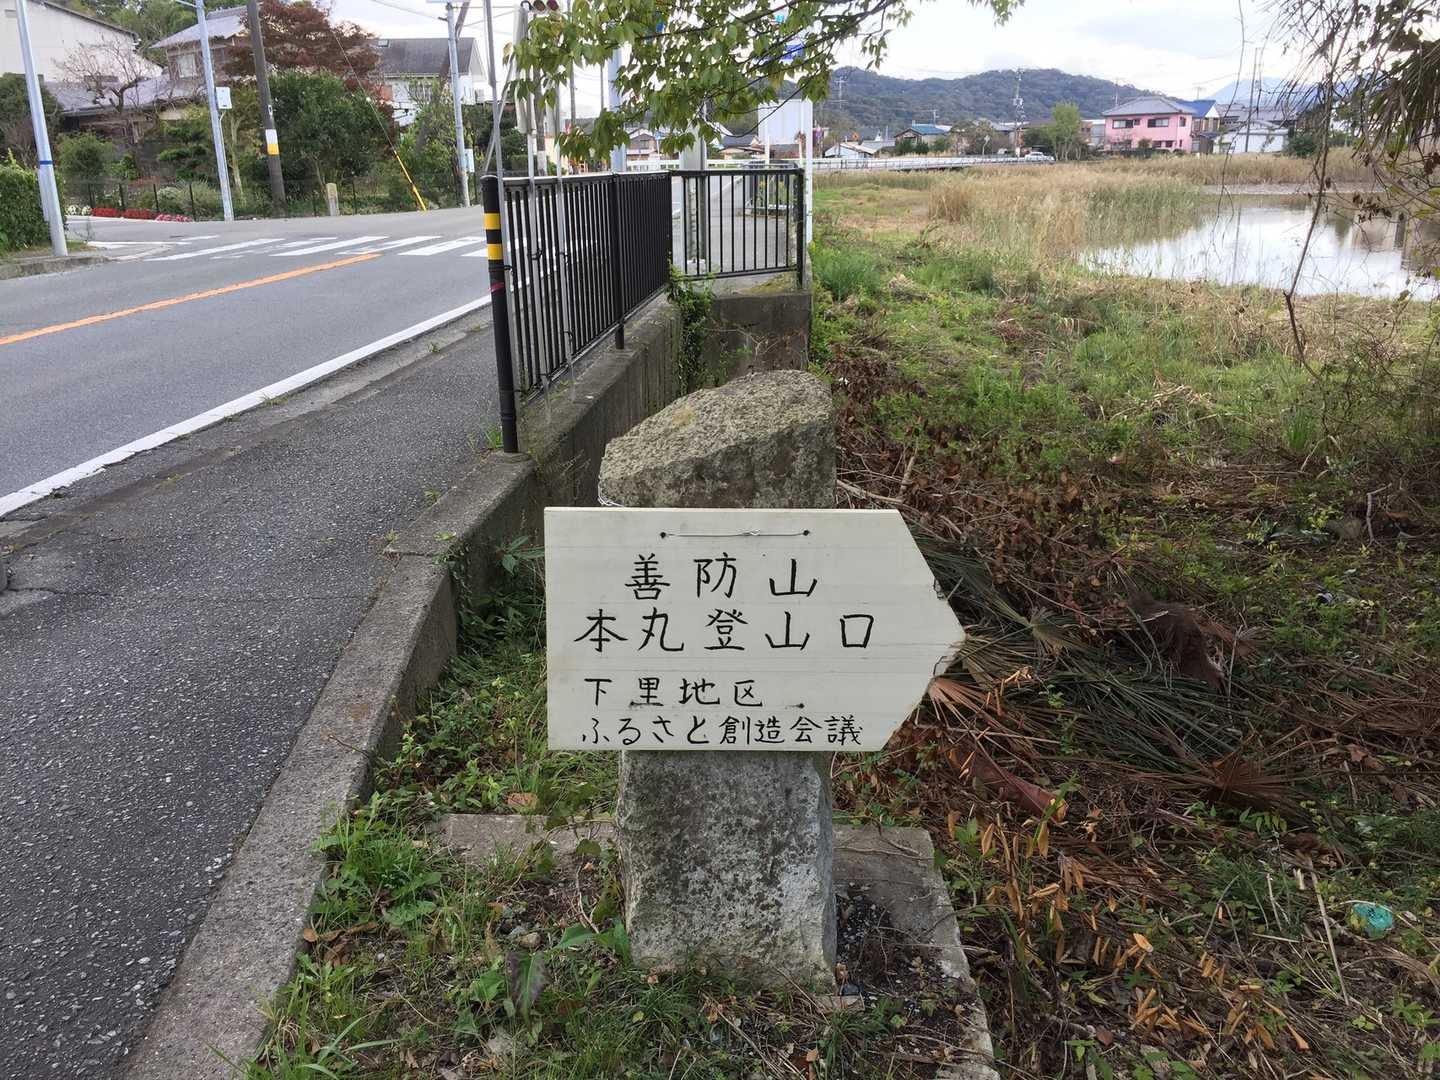 善防山
本丸登山口
下里地区
ふるさと創造会議